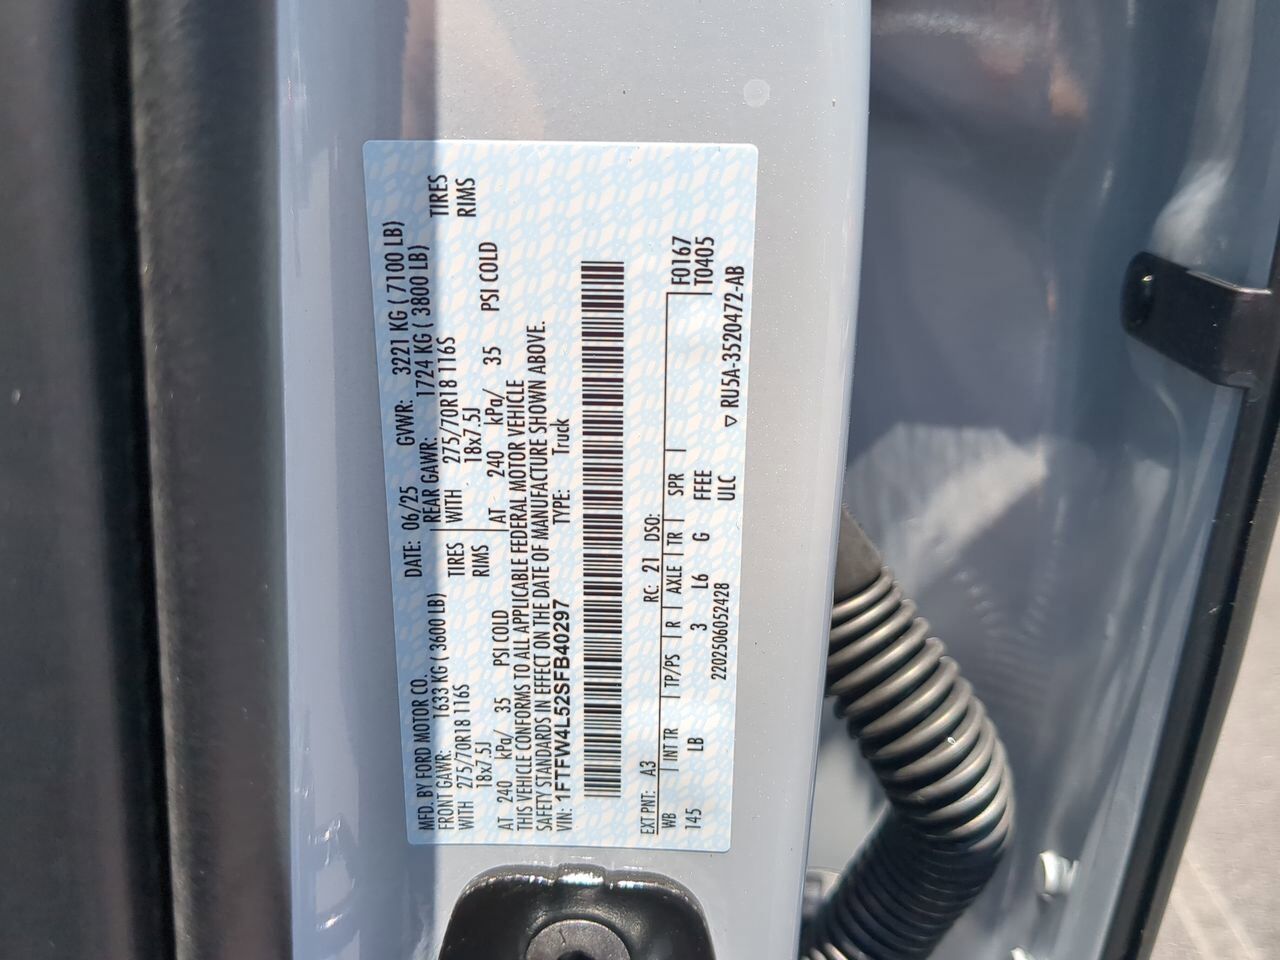 MFD. BY FORD MOTOR CO. DATE: 06/25 GVWR: 3221 KG ( 7100 LB)
FRONT GAWR: 1633 KG ( 3600 LB) REAR GAWR: 1724 KG ( 3800 LB)
WITH 275/70R18 116S TIRES WITH 275/70R18 116S TIRES
18x7.5J RIMS 18x7.5J RIMS
AT 240 kPa/ 35 PSI COLD AT 240 kPa/ 35 PSI COLD
THIS VEHICLE CONFORMS TO ALL APPLICABLE FEDERAL MOTOR VEHICLE
SAFETY STANDARDS IN EFFECT ON THE DATE OF MANUFACTURE SHOWN ABOVE.
VIN: 1FTFW4L52SFB40297 TYPE: Truck
EXT PNT: A3 RC: 21 DSO:
WB INT TR TP/PS R AXLE TR SPR F0167
145 LB 3 L6 G FFEE T0405
2202506052428 ULC
▽ RU5A-3520472-AB